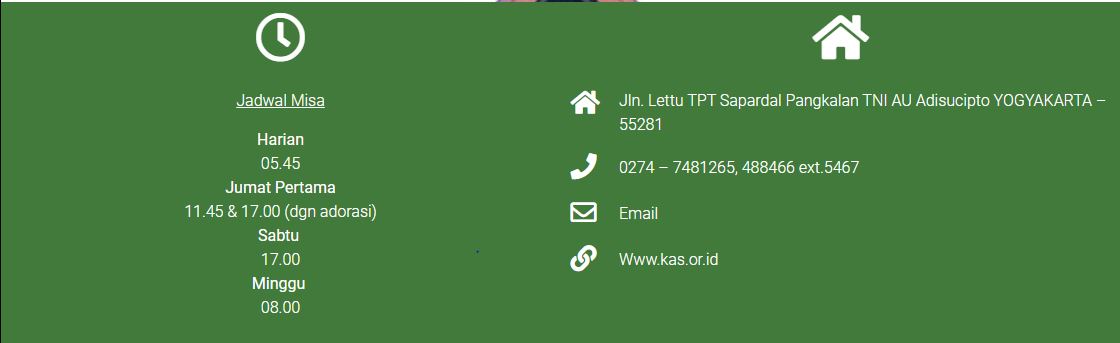 Jadwal Misa
Harian
05.45
Jumat Pertama
11.45 & 17.00 (dgn adorasi)
Sabtu
17.00
Minggu
08.00
Jln. Lettu TPT Sapardal Pangkalan TNI AU Adisucipto YOGYAKARTA –
55281
0274 – 7481265, 488466 ext.5467
Email
Www.kas.or.id